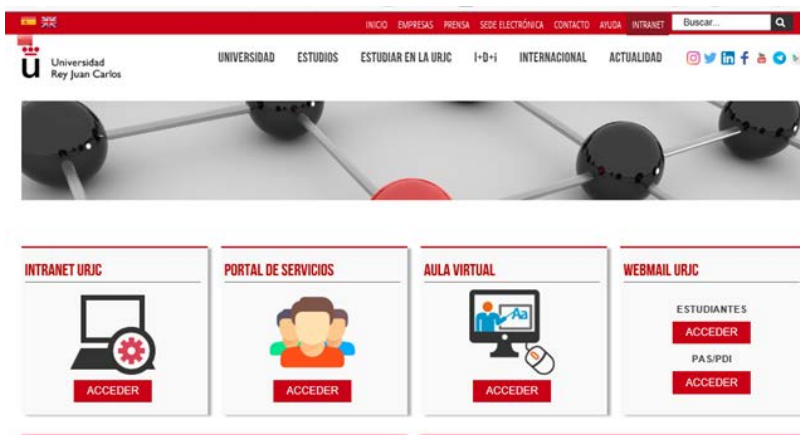 INICIO EMPRESAS PRENSA SEDE ELECTRÓNICA CONTACTO AYUDA INTRANET Buscar...
Universidad
Rey Juan Carlos
UNIVERSIDAD ESTUDIOS ESTUDIAR EN LA URJC I+D+i INTERNACIONAL ACTUALIDAD
INTRANET URJC
ACCEDER
PORTAL DE SERVICIOS
ACCEDER
AULA VIRTUAL
Aa
ACCEDER
WEBMAIL URJC
ESTUDIANTES
ACCEDER
PAS/PDI
ACCEDER